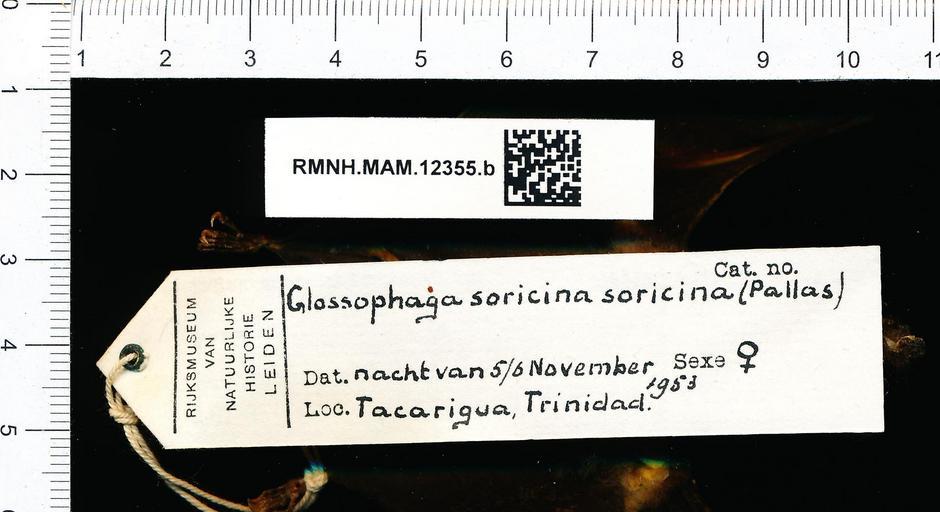 0 1 2 3 4 5 6 7 8 9 10 11
1
2
3
4
5
RMNH.MAM.12355.b
RIJKSMUSEUM
VAN
NATUURLIJKE
HISTORIE
LEIDEN
Cat. no.
Glossophaga soricina soricina (Pallas)
Dat. nacht van 5/6 November 1953 Sexe ♀
Loc. Tacarigua, Trinidad.